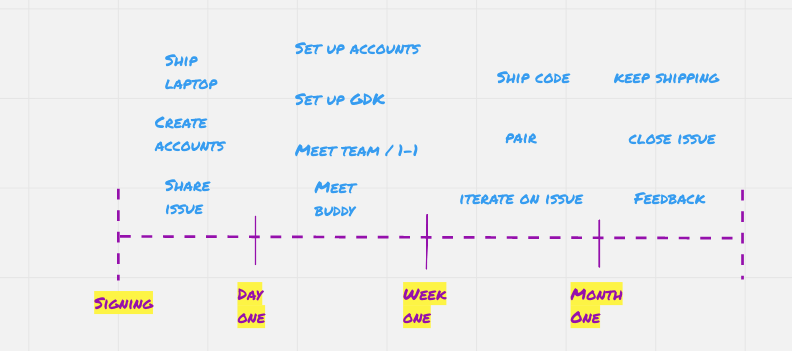 Ship
laptop
Create
accounts
Share
issue
Set up accounts
Set up GDK
Meet team / 1-1
Meet
buddy
Ship code
pair
iterate on issue
keep shipping
close issue
Feedback
Signing
Day
one
Week
one
Month
One